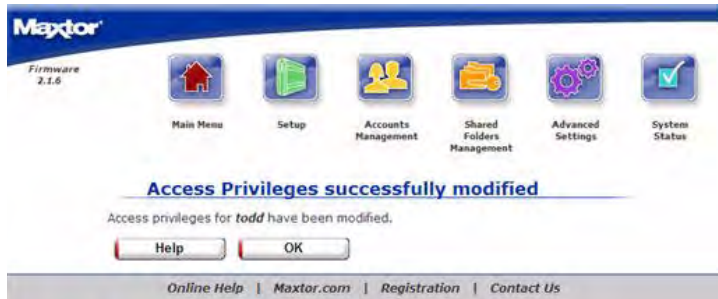 Maxtor
Firmware
2.1.6
Main Menu
Setup
Accounts
Management
Shared
Folders
Management
Advanced
Settings
System
Status
Access Privileges successfully modified
Access privileges for todd have been modified.
Help
OK
Online Help | Maxtor.com | Registration | Contact Us